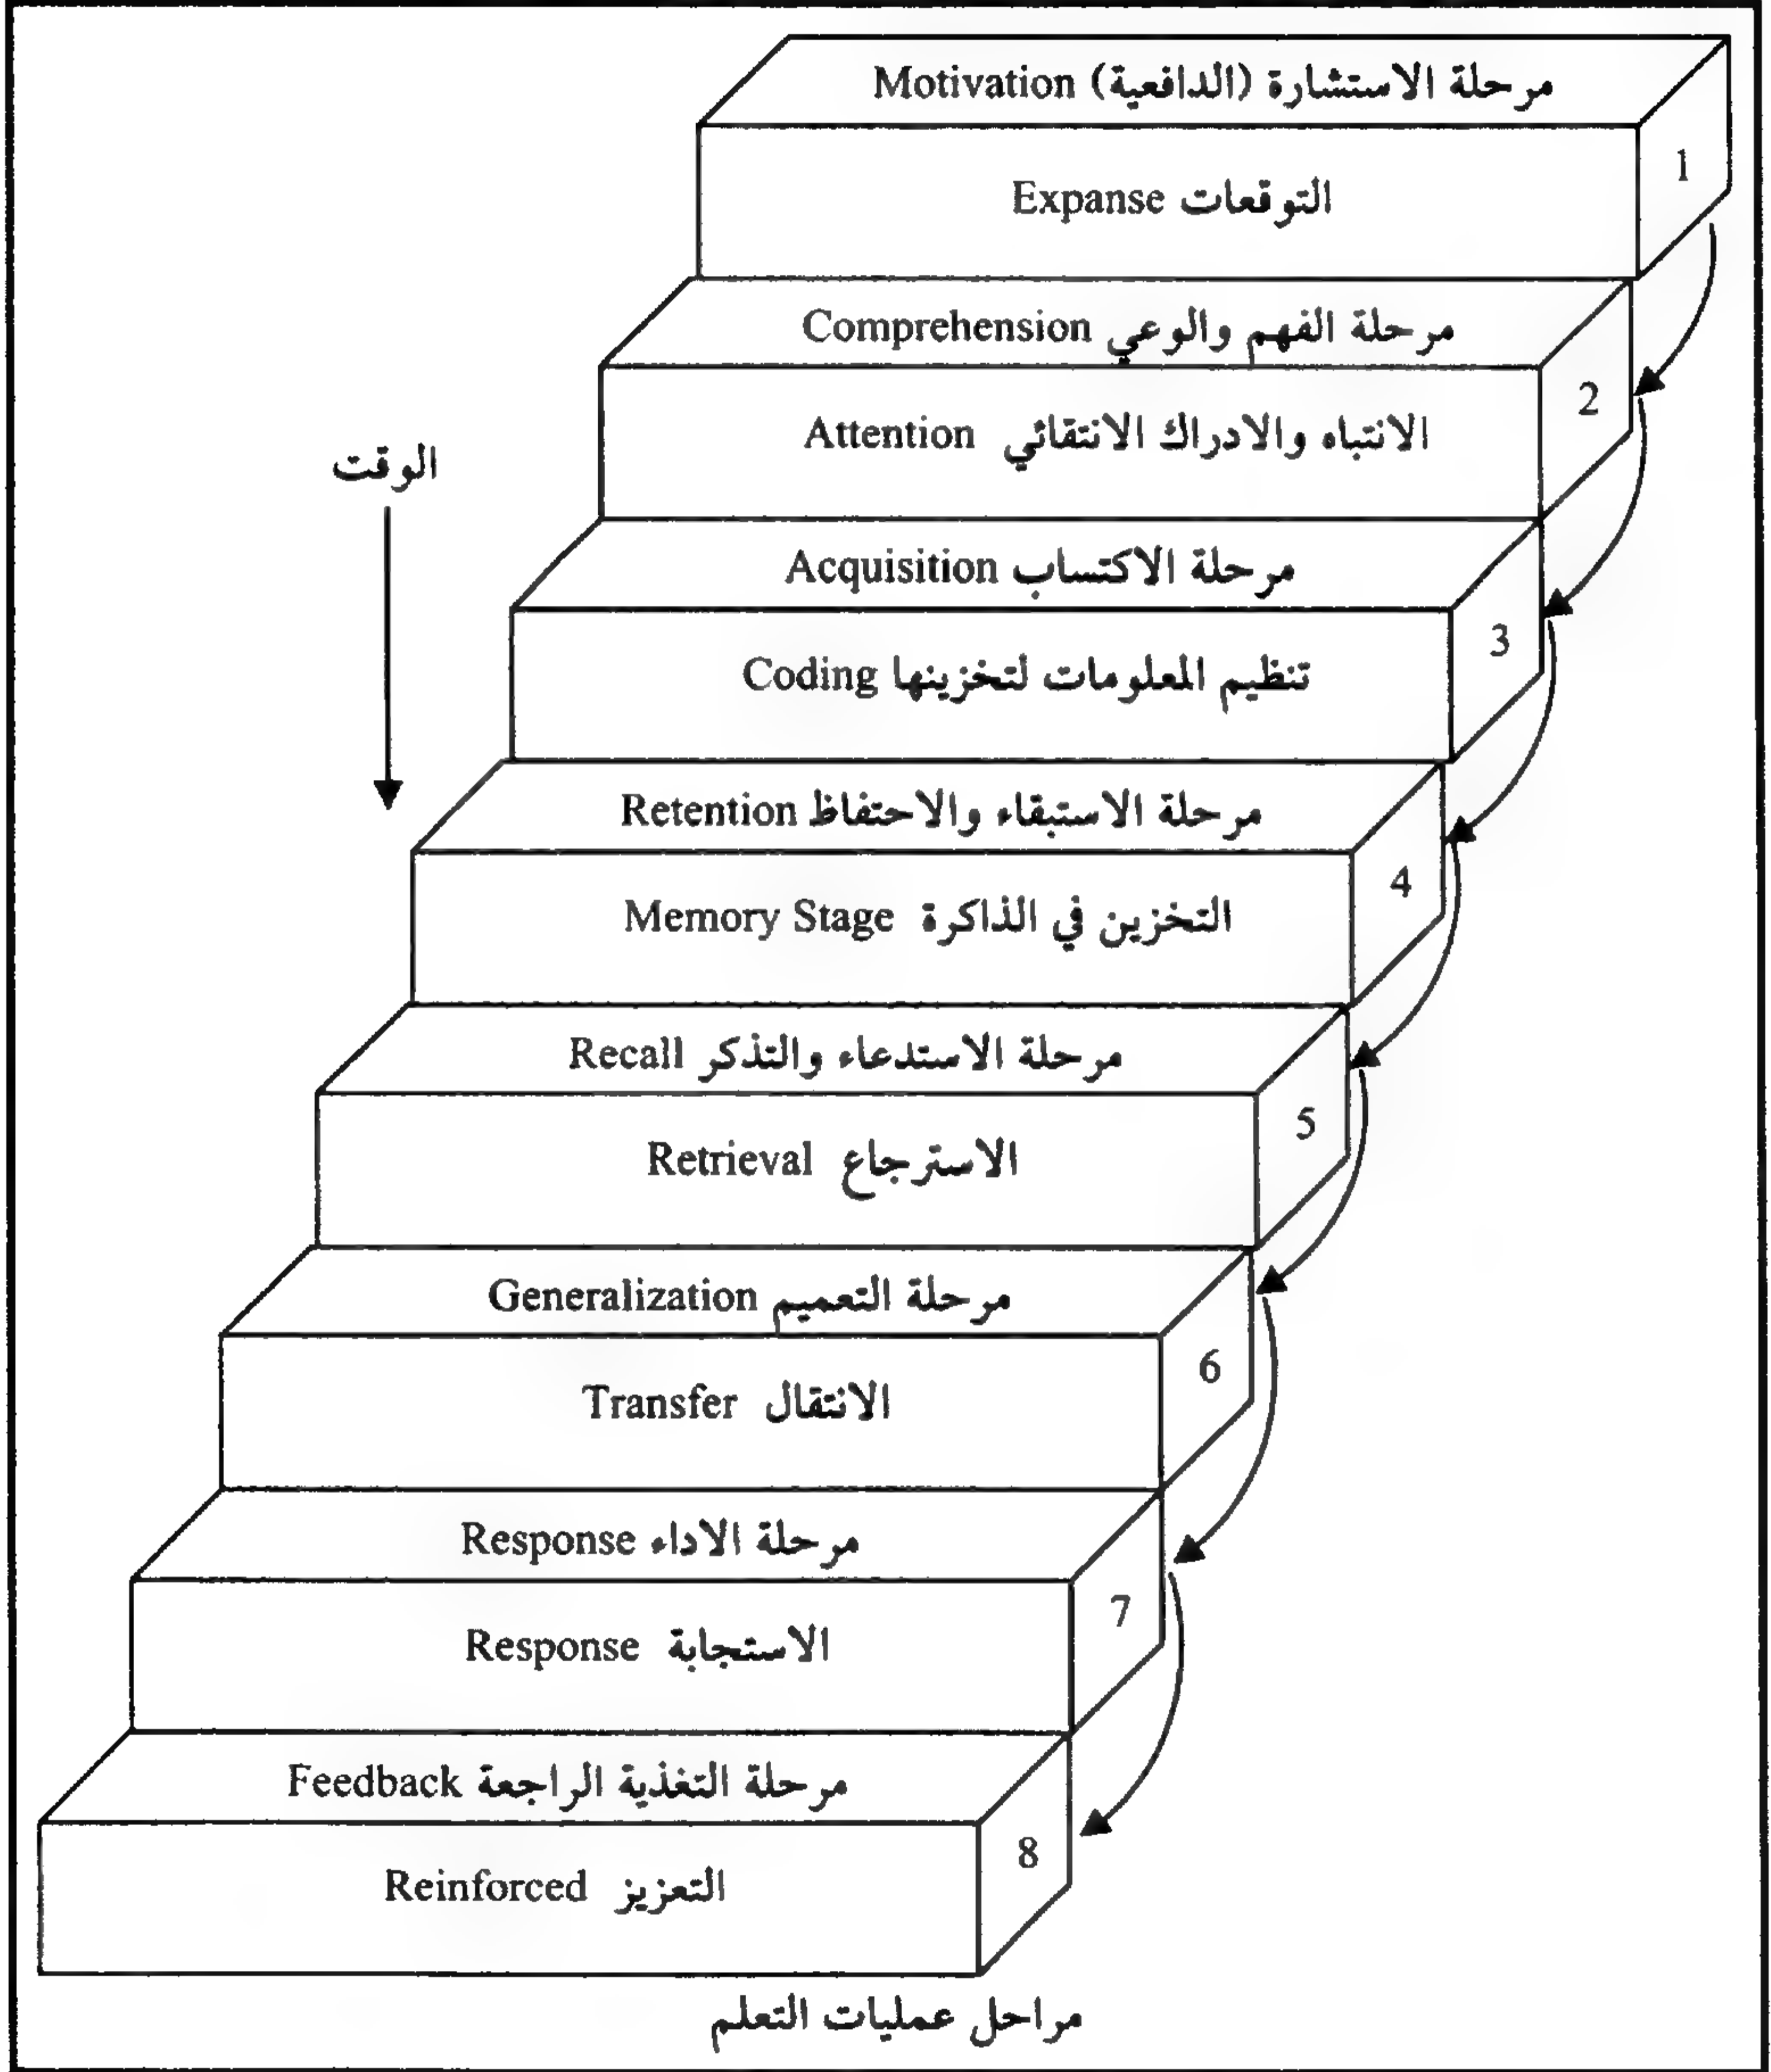 مرحلة الاستشارة (الدافعية) Motivation
1
التوقعات Expanse
مرحلة الفهم والوعي Comprehension
2
الانتباه والادراك الانتقائي Attention
الوقت
مرحلة الاكتساب Acquisition
3
تنظيم المعلومات لتخزينها Coding
مرحلة الاستبقاء والاحتفاظ Retention
4
التخزين في الذاكرة Memory Stage
مرحلة الاستدعاء والتذكر Recall
5
الاسترجاع Retrieval
مرحلة التعميم Generalization
6
الانتقال Transfer
مرحلة الاداء Response
7
الاستجابة Response
مرحلة التغذية الراجعة Feedback
8
التعزيز Reinforced
مراحل عمليات التعلم